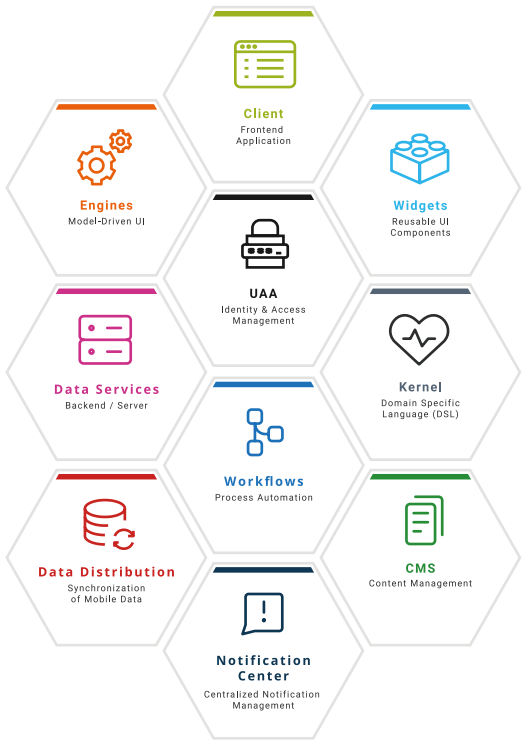 Client
Frontend
Application
Engines
Model-Driven UI
Widgets
Reusable UI
Components
UAA
Identity & Access
Management
Data Services
Backend / Server
Kernel
Domain Specific
Language (DSL)
Workflows
Process Automation
Data Distribution
Synchronization
of Mobile Data
CMS
Content Management
Notification
Center
Centralized Notification
Management